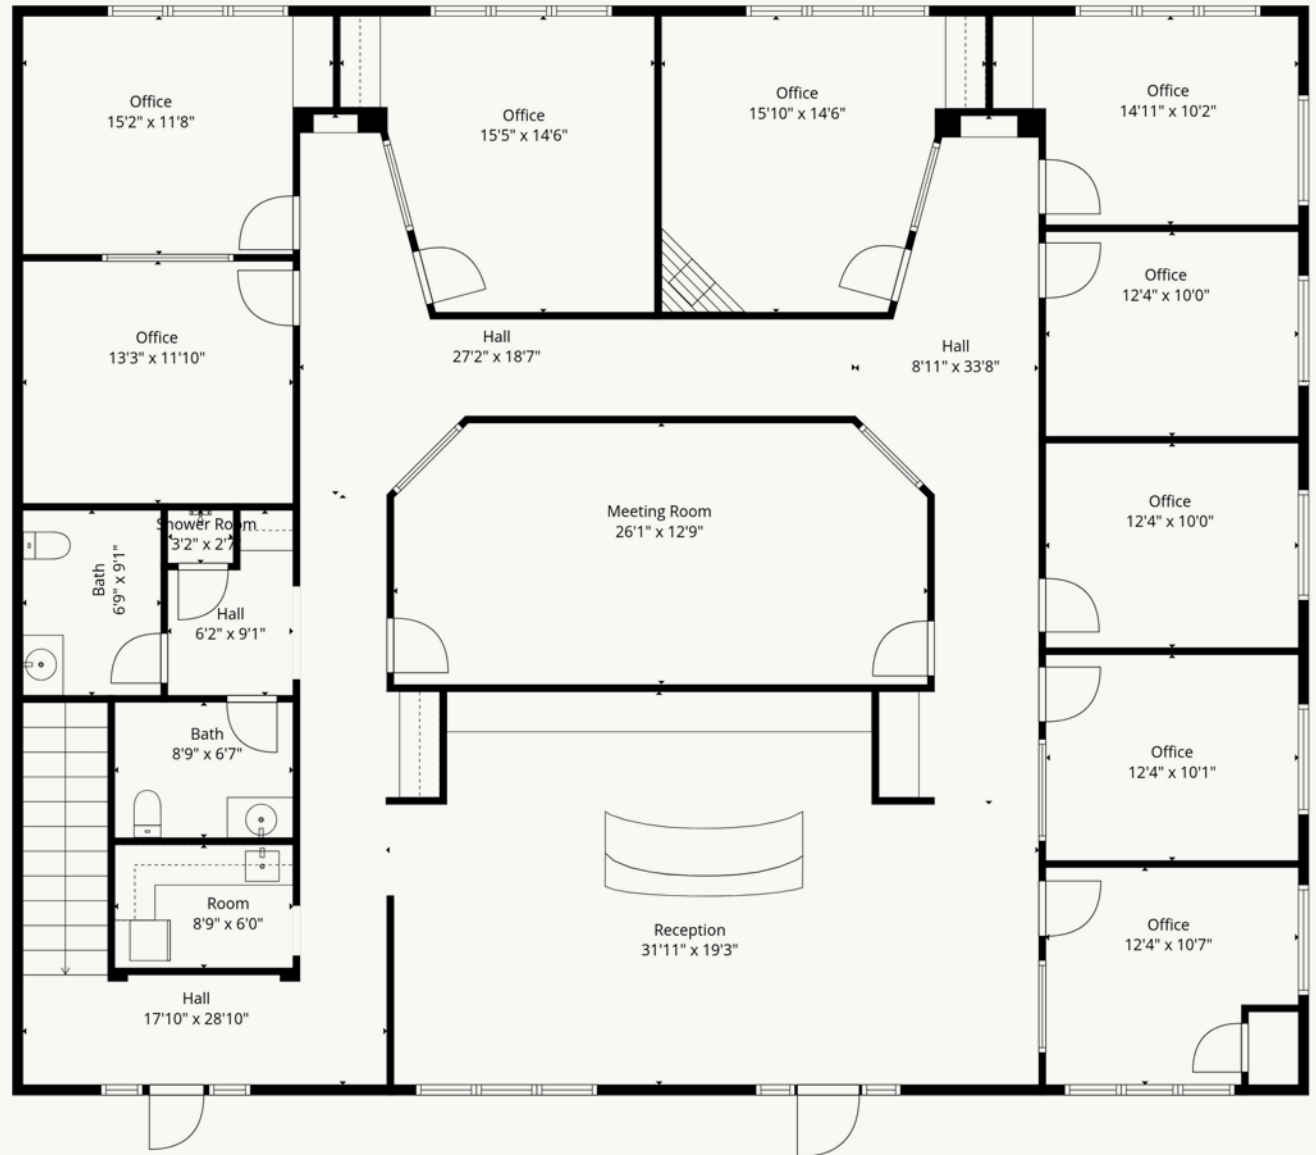 Office
15'2" x 11'8"
Office
15'5" x 14'6"
Office
15'10" x 14'6"
Office
14'11" x 10'2"
Office
13'3" x 11'10"
Hall
27'2" x 18'7"
Hall
8'11" x 33'8"
Office
12'4" x 10'0"
Office
12'4" x 10'0"
Meeting Room
26'1" x 12'9"
Shower Room
3'2" x 2'7
Bath
6'9" x 9'1"
Hall
6'2" x 9'1"
Bath
8'9" x 6'7"
Office
12'4" x 10'1"
Room
8'9" x 6'0"
Reception
31'11" x 19'3"
Office
12'4" x 10'7"
Hall
17'10" x 28'10"